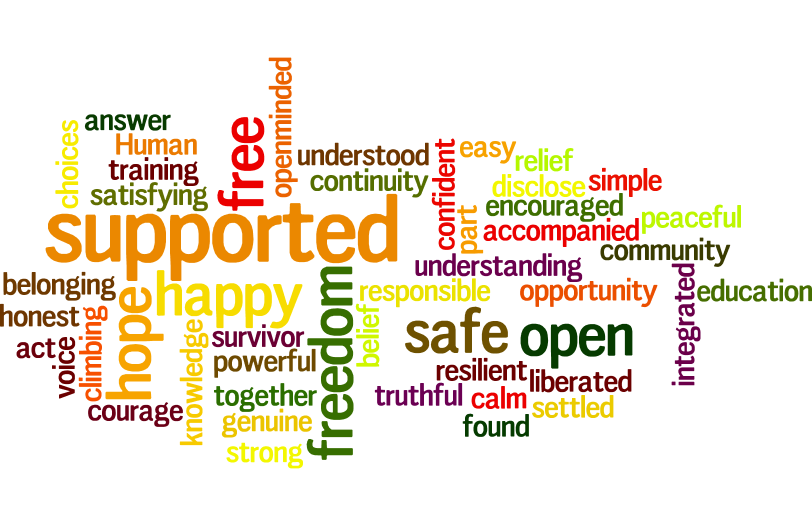 openminded
answer
Human
training
satisfying
choices
free
understood
continuity
confident
easy
relief
disclose
simple
encouraged
peaceful
part
accompanied
community
supported
understanding
belonging
happy
responsible
opportunity
integrated
education
honest
hope
freedom
belief
safe
open
act
voice
climbing
knowledge
survivor
powerful
resilient
liberated
courage
together
truthful
calm
settled
genuine
found
strong